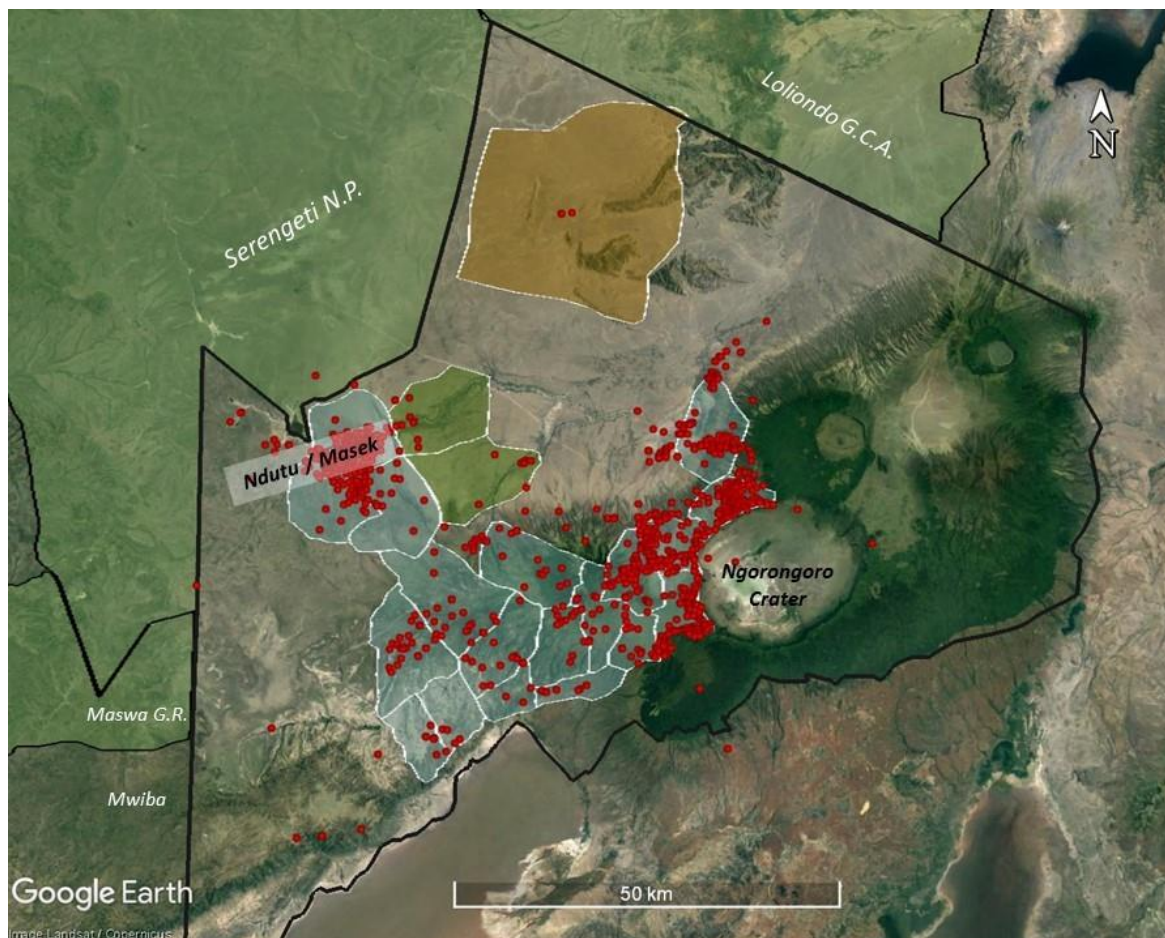 Loliondo G.C.A.
N
Serengeti N.P.
Ndutu / Masek
Ngorongoro
Crater
Maswa G.R.
Mwiba
Google Earth
50 km
Image Landsat / Copernicus